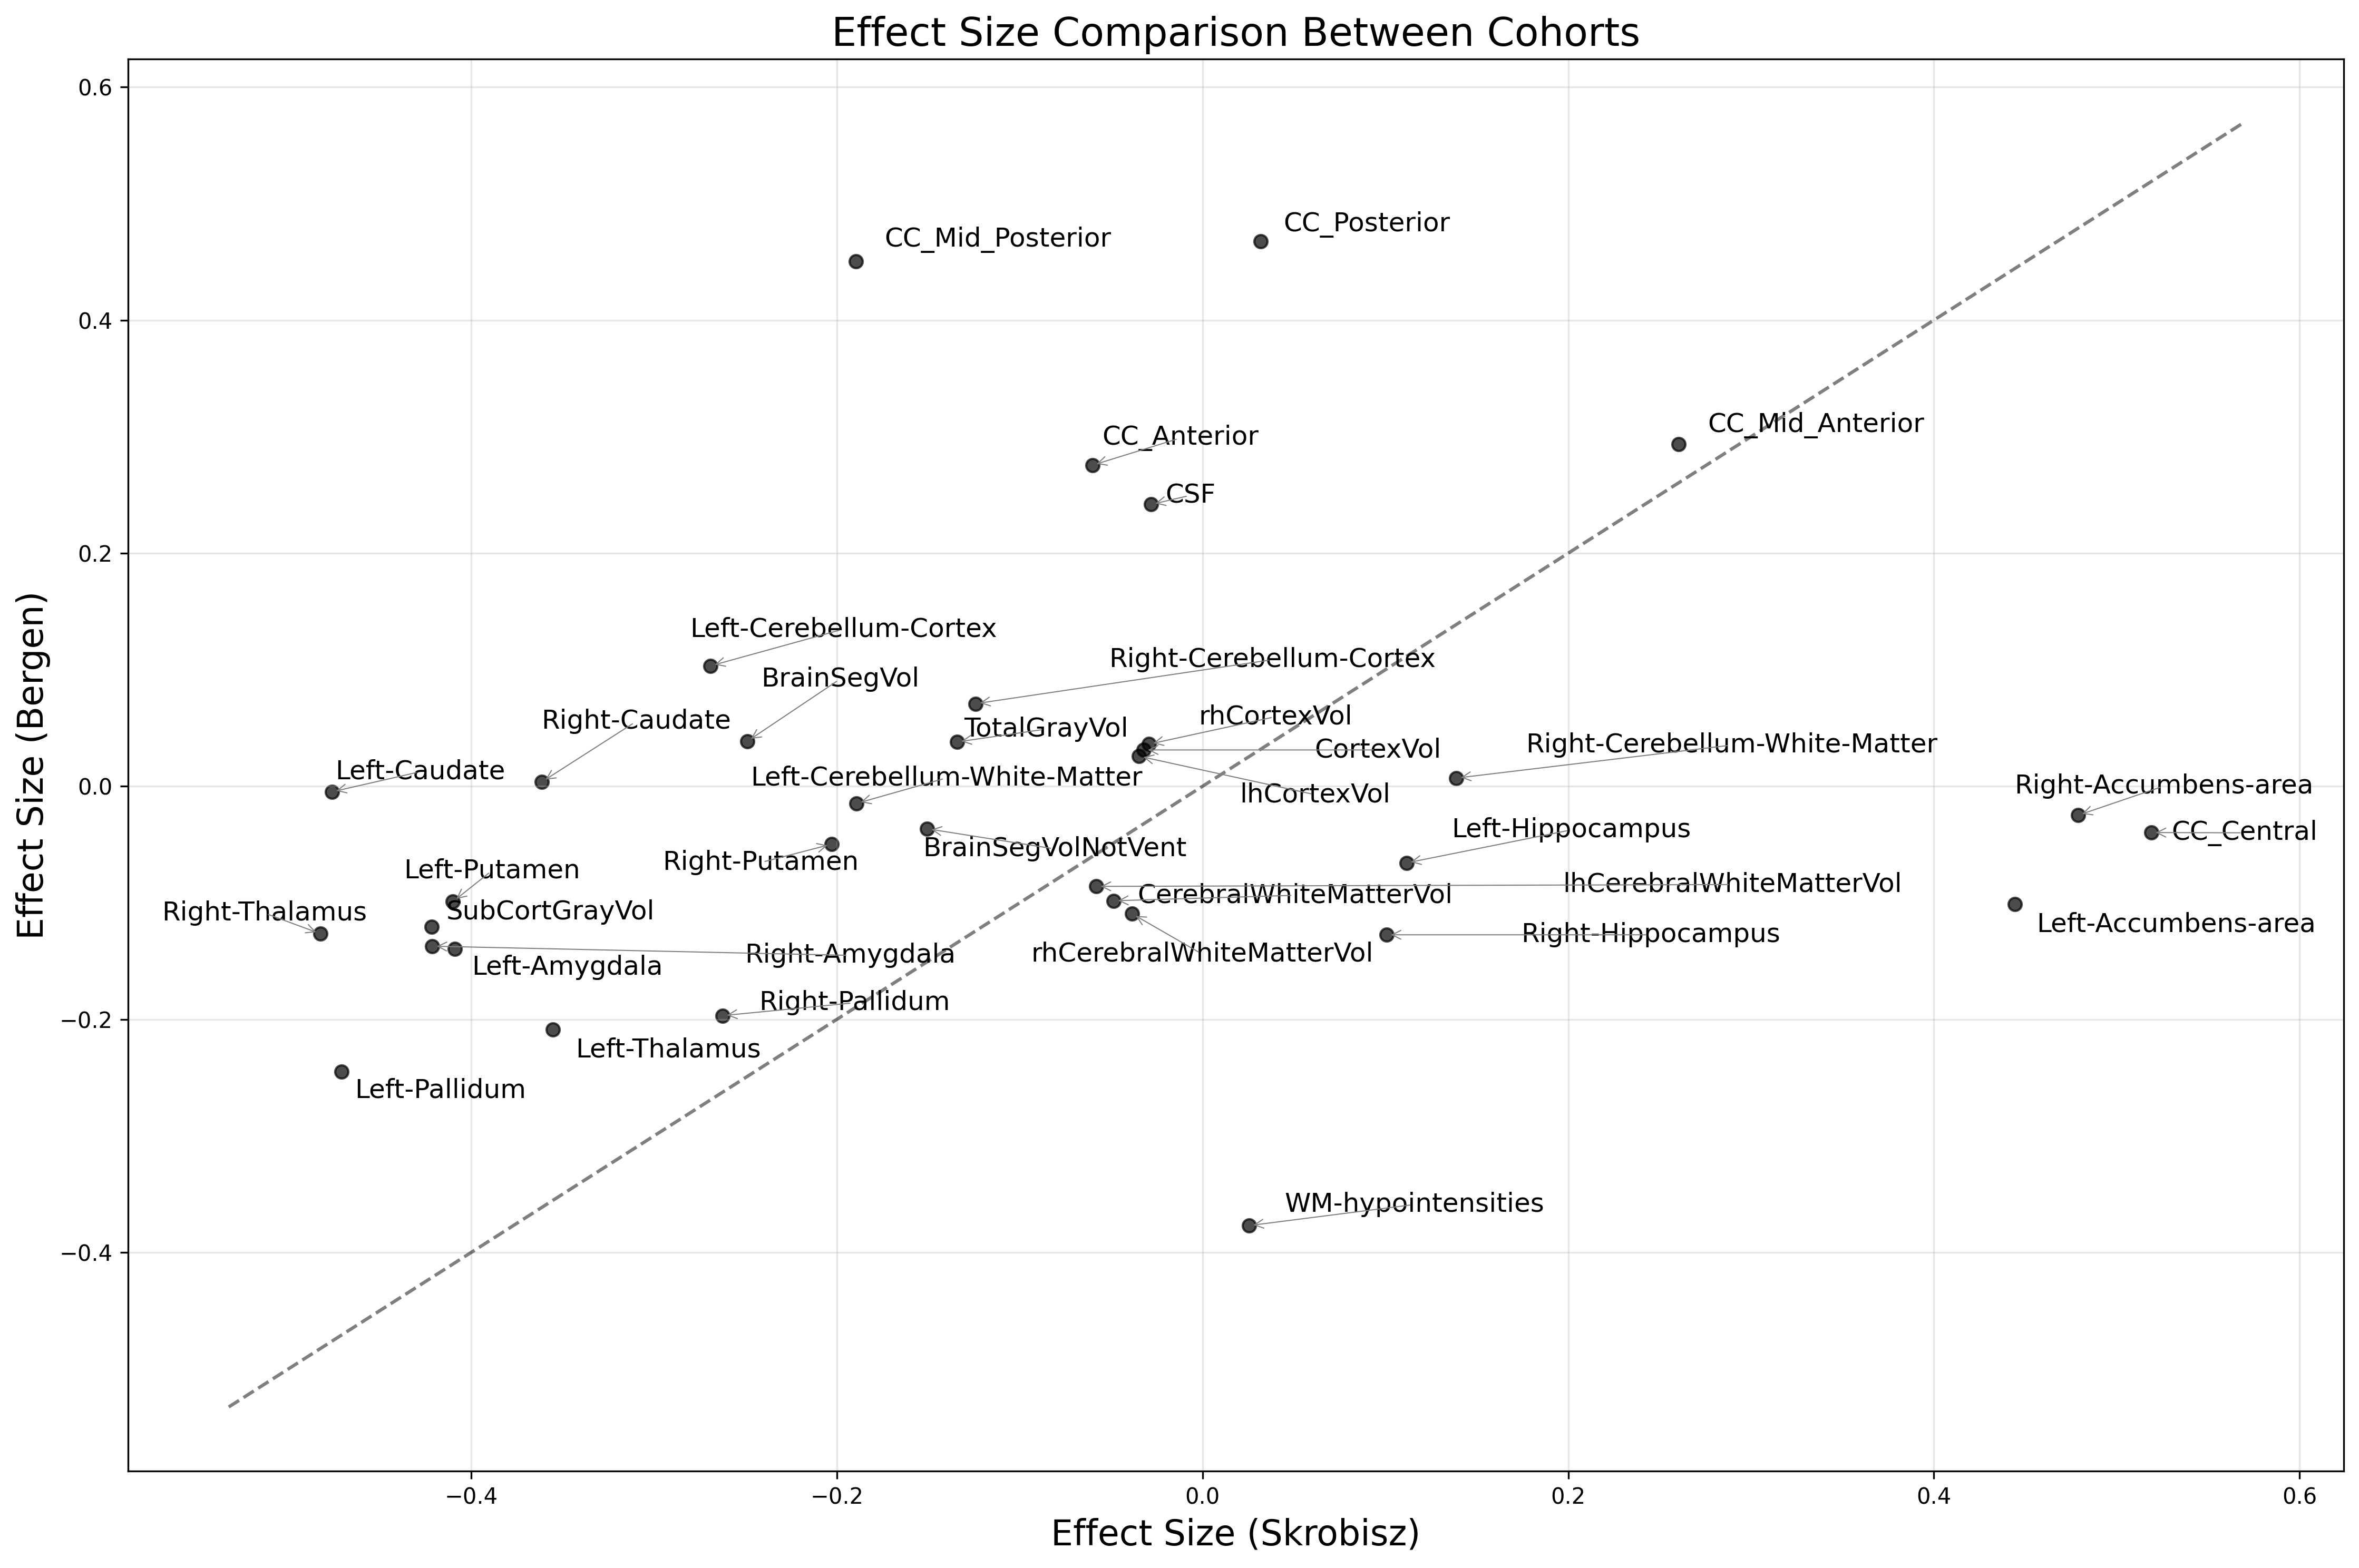 Effect Size Comparison Between Cohorts
Effect Size (Bergen)
0.6
0.4
0.2
0.0
−0.2
−0.4
CC_Posterior
CC_Mid_Posterior
CC_Mid_Anterior
CC_Anterior
CSF
Left-Cerebellum-Cortex
Right-Cerebellum-Cortex
BrainSegVol
Right-Caudate
rhCortexVol
TotalGrayVol
Right-Cerebellum-White-Matter
CortexVol
Left-Caudate
Left-Cerebellum-White-Matter
Right-Accumbens-area
lhCortexVol
Left-Hippocampus
CC_Central
BrainSegVolNotVent
Right-Putamen
Left-Putamen
lhCerebralWhiteMatterVol
CerebralWhiteMatterVol
Right-Thalamus
SubCortGrayVol
Left-Accumbens-area
Right-Hippocampus
Right-Amygdala
rhCerebralWhiteMatterVol
Left-Amygdala
Right-Pallidum
Left-Thalamus
Left-Pallidum
WM-hypointensities
−0.4
−0.2
0.0
0.2
0.4
0.6
Effect Size (Skrobisz)